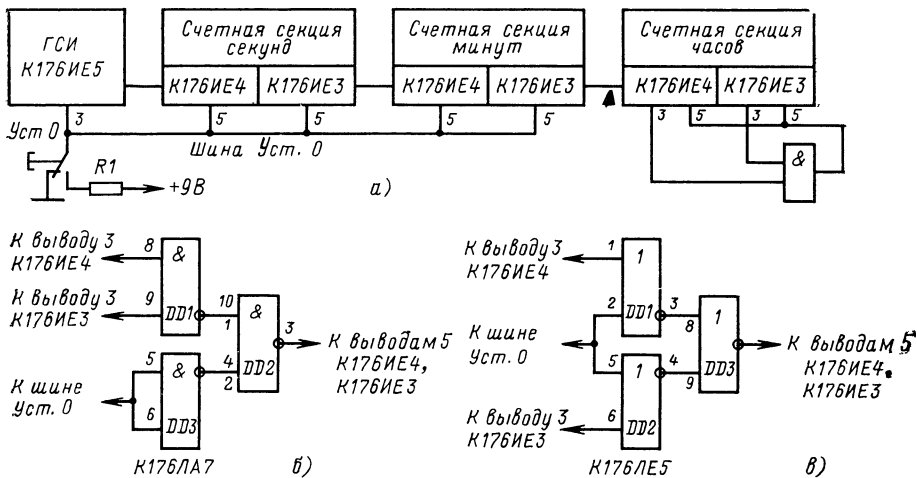 ГСИ
К176ИЕ5
Счетная секция
секунд
К176ИЕ4
К176ИЕ3
Счетная секция
минут
К176ИЕ4
К176ИЕ3
Счетная секция
часов
К176ИЕ4
К176ИЕ3
3
5
5
5
5
3
5
3
5
Уст 0
Шина Уст. 0
&
R1
+9В
а)
К выводу 3
К176ИЕ4
8
&
К выводу 3
К176ИЕ3
9
DD1
10
1
&
3
К выводам 5
К176ИЕ4,
К176ИЕ3
DD2
К шине
Уст. 0
5
6
&
4
2
DD3
К176ЛА7
б)
К выводу 3
К176ИЕ4
1
1
2
DD1
3
8
1
К шине
Уст. 0
К выводам 5
К176ИЕ4.
К176ИЕ3
5
1
4
9
DD3
К выводу 3
К176ИЕ3
6
DD2
К176ЛЕ5
в)